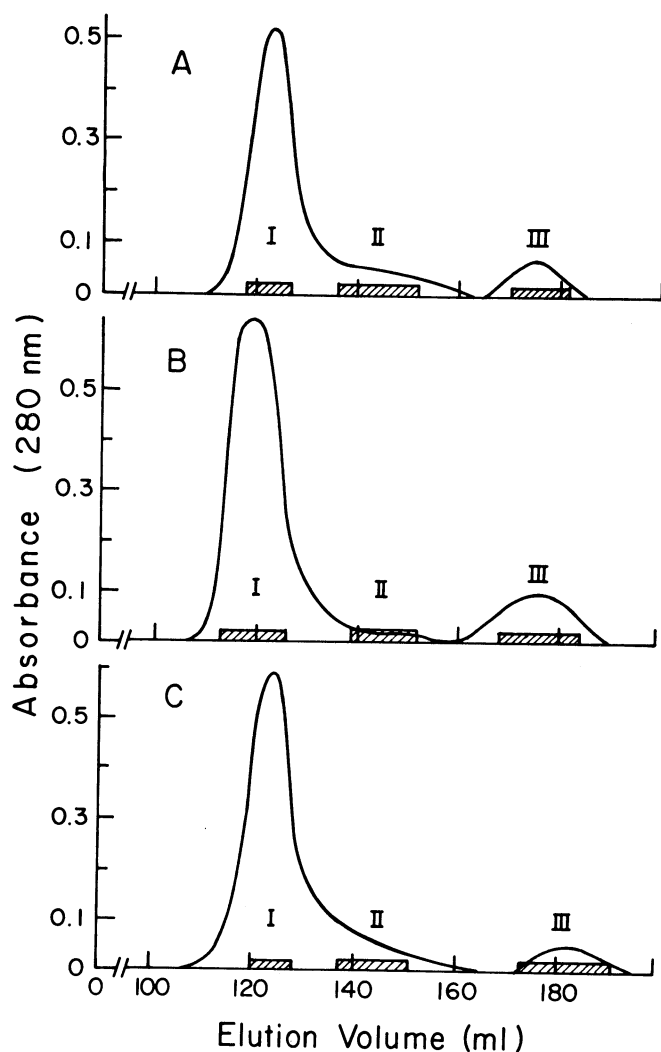 A
0.5
0.3
0.1
0
I
II
III
B
0.5
0.3
0.1
0
I
II
III
C
0.5
0.3
0.1
0
I
II
III
0 100 120 140 160 180
Elution Volume (ml)
Absorbance (280 nm)